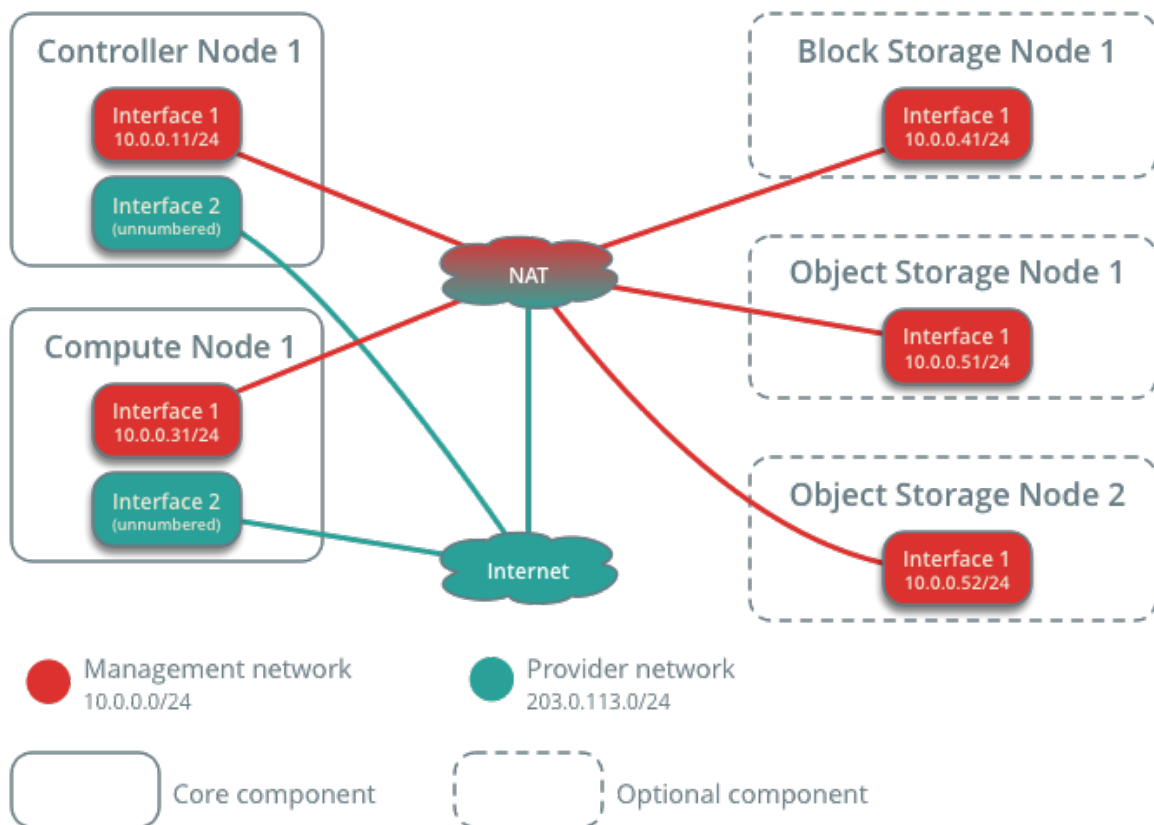 Controller Node 1
Interface 1
10.0.0.11/24
Interface 2
(unnumbered)
Compute Node 1
Interface 1
10.0.0.31/24
Interface 2
(unnumbered)
NAT
Internet
Block Storage Node 1
Interface 1
10.0.0.41/24
Object Storage Node 1
Interface 1
10.0.0.51/24
Object Storage Node 2
Interface 1
10.0.0.52/24
Management network
10.0.0.0/24
Provider network
203.0.113.0/24
Core component
Optional component